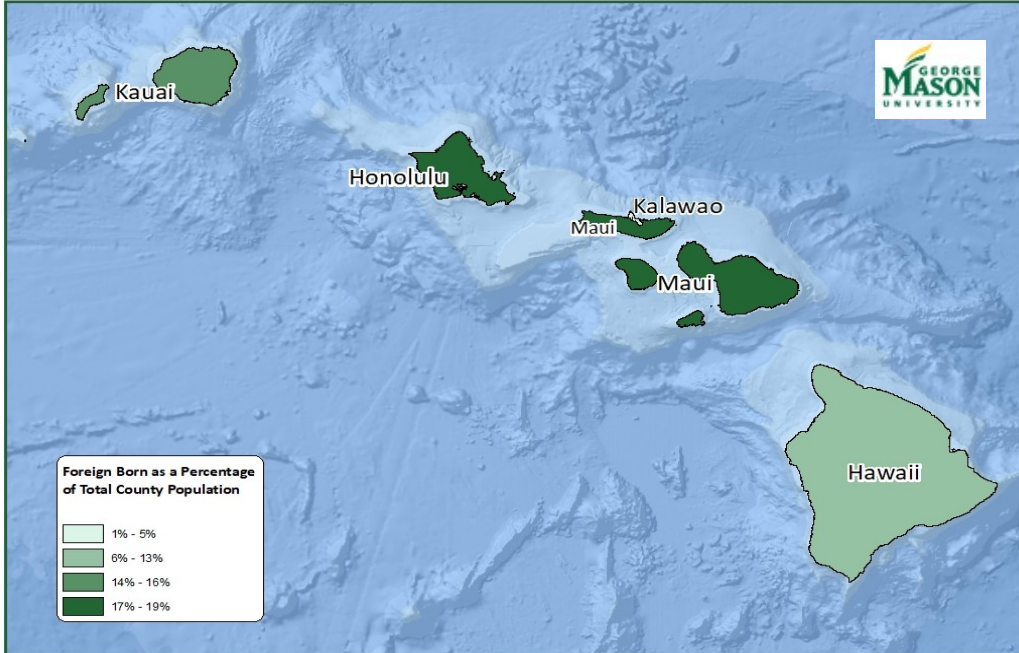 GEORGE
MASON
UNIVERSITY
Kauai
Honolulu
Kalawao
Maui
Maui
Hawaii
Foreign Born as a Percentage
of Total County Population
1% - 5%
6% - 13%
14% - 16%
17% - 19%